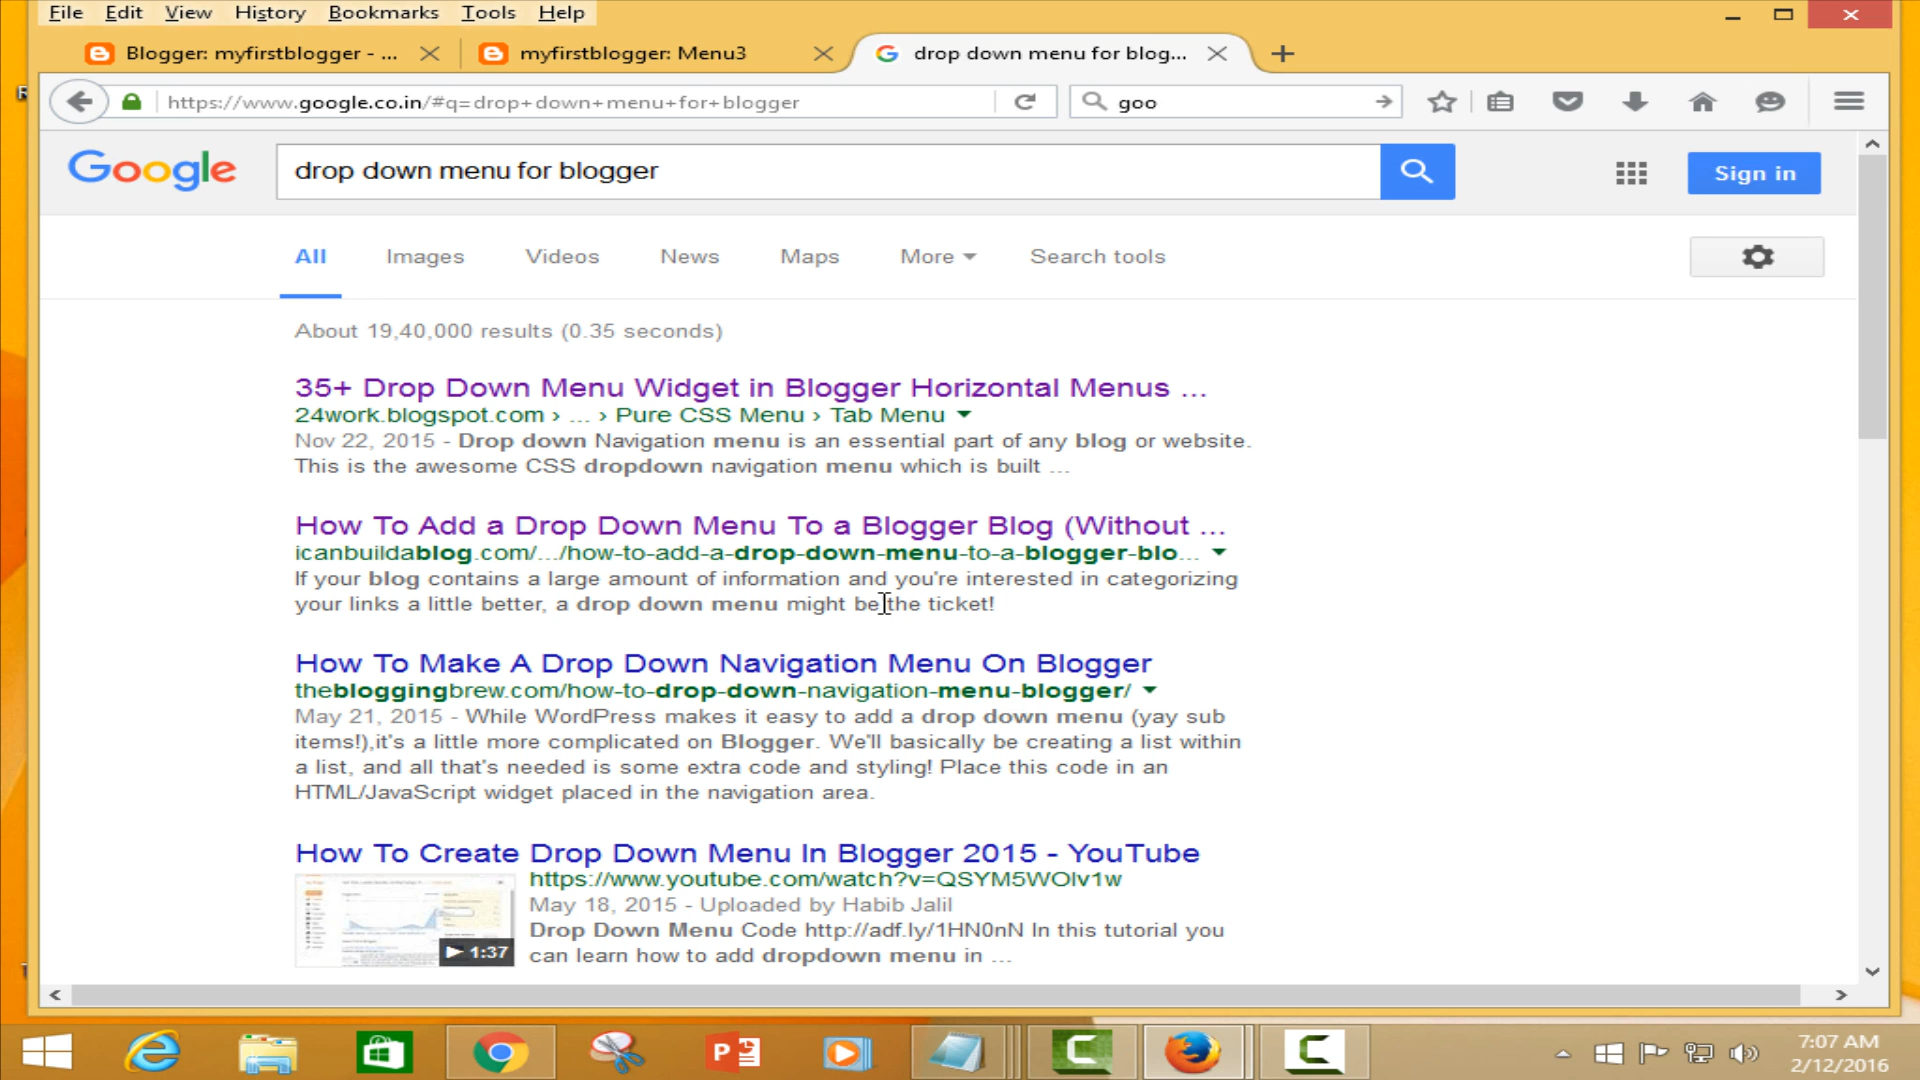 File Edit View History Bookmarks Tools Help
Blogger: myfirstblogger - ...
myfirstblogger: Menu3
drop down menu for blog...
https://www.google.co.in/#q=drop+down+menu+for+blogger
goo
Google
drop down menu for blogger
Sign in
All Images Videos News Maps More Search tools
About 19,40,000 results (0.35 seconds)
35+ Drop Down Menu Widget in Blogger Horizontal Menus ...
24work.blogspot.com › ... › Pure CSS Menu › Tab Menu
Nov 22, 2015 - Drop down Navigation menu is an essential part of any blog or website.
This is the awesome CSS dropdown navigation menu which is built ...
How To Add a Drop Down Menu To a Blogger Blog (Without ...
icanbuildablog.com/.../how-to-add-a-drop-down-menu-to-a-blogger-blo...
If your blog contains a large amount of information and you're interested in categorizing
your links a little better, a drop down menu might be the ticket!
How To Make A Drop Down Navigation Menu On Blogger
thebloggingbrew.com/how-to-drop-down-navigation-menu-blogger/
May 21, 2015 - While WordPress makes it easy to add a drop down menu (yay sub
items!),it's a little more complicated on Blogger. We'll basically be creating a list within
a list, and all that's needed is some extra code and styling! Place this code in an
HTML/JavaScript widget placed in the navigation area.
How To Create Drop Down Menu In Blogger 2015 - YouTube
https://www.youtube.com/watch?v=QSYM5WOlv1w
May 18, 2015 - Uploaded by Habib Jalil
Drop Down Menu Code http://adf.ly/1HN0nN In this tutorial you
can learn how to add dropdown menu in ...
1:37
7:07 AM
2/12/2016